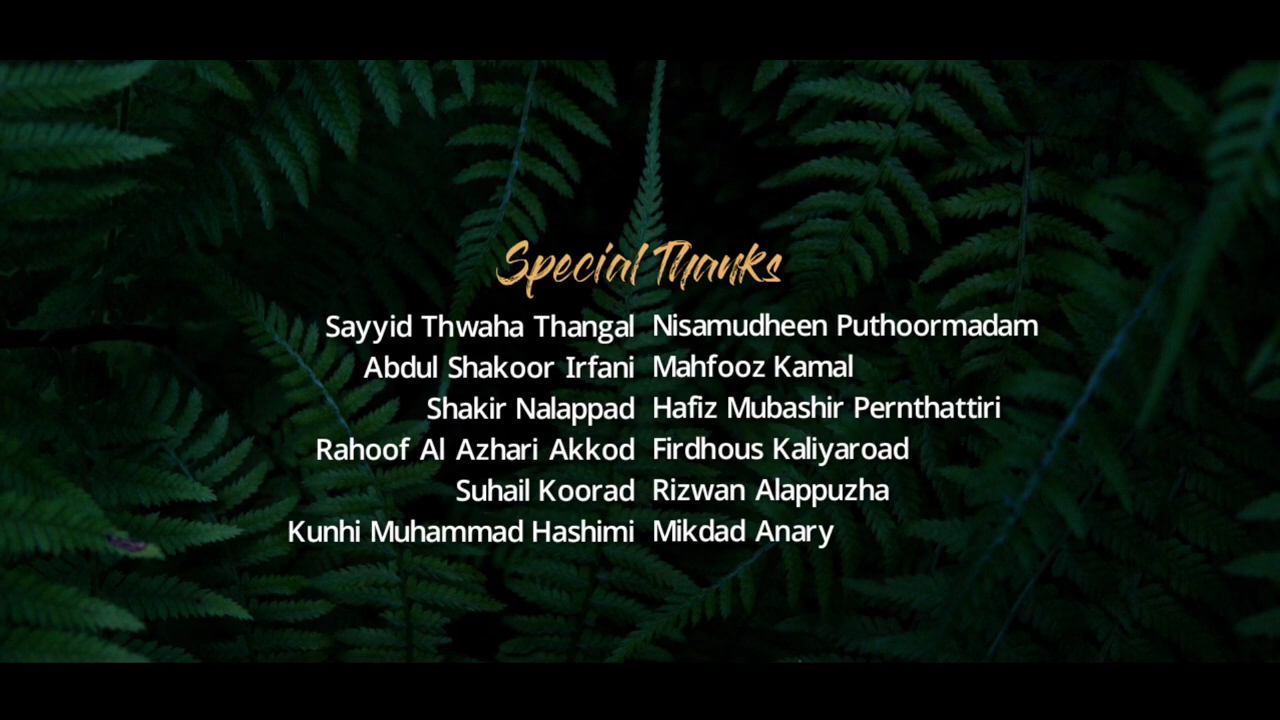 Special Thanks
Sayyid Thwaha Thangal Nisamudheen Puthoormadam
Abdul Shakoor Irfani Mahfooz Kamal
Shakir Nalappad Hafiz Mubashir Pernthattiri
Rahoof Al Azhari Akkod Firdhous Kaliyaroad
Suhail Koorad Rizwan Alappuzha
Kunhi Muhammad Hashimi Mikdad Anary